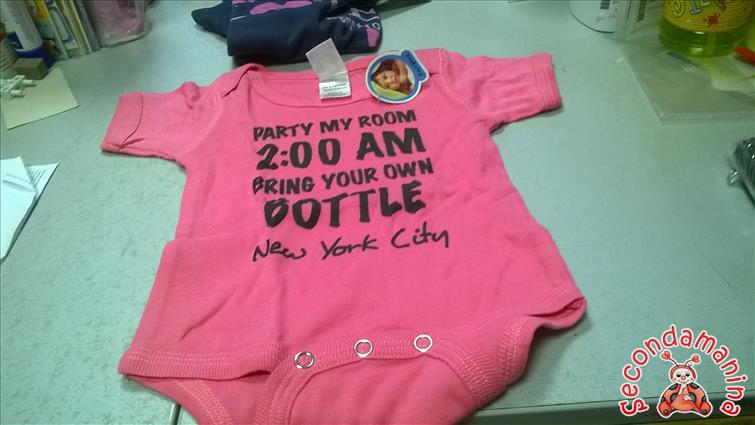 PARTY MY ROOM
2:00 AM
BRING YOUR OWN
BOTTLE
New York City
secondamanina